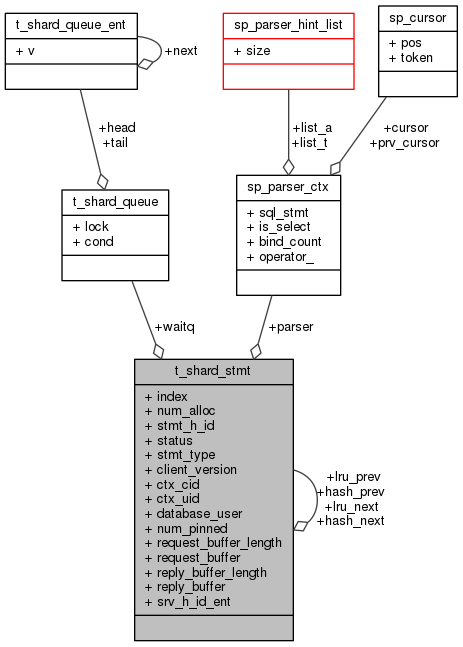 t_shard_queue_ent
+ v
+next
sp_parser_hint_list
+ size
sp_cursor
+ pos
+ token
+head
+tail
+list_a
+list_t
+cursor
+prv_cursor
t_shard_queue
+ lock
+ cond
sp_parser_ctx
+ sql_stmt
+ is_select
+ bind_count
+ operator_
+waitq
+parser
t_shard_stmt
+ index
+ num_alloc
+ stmt_h_id
+ status
+ stmt_type
+ client_version
+ ctx_cid
+ ctx_uid
+ database_user
+ num_pinned
+ request_buffer_length
+ request_buffer
+ reply_buffer_length
+ reply_buffer
+ srv_h_id_ent
+lru_prev
+hash_prev
+lru_next
+hash_next